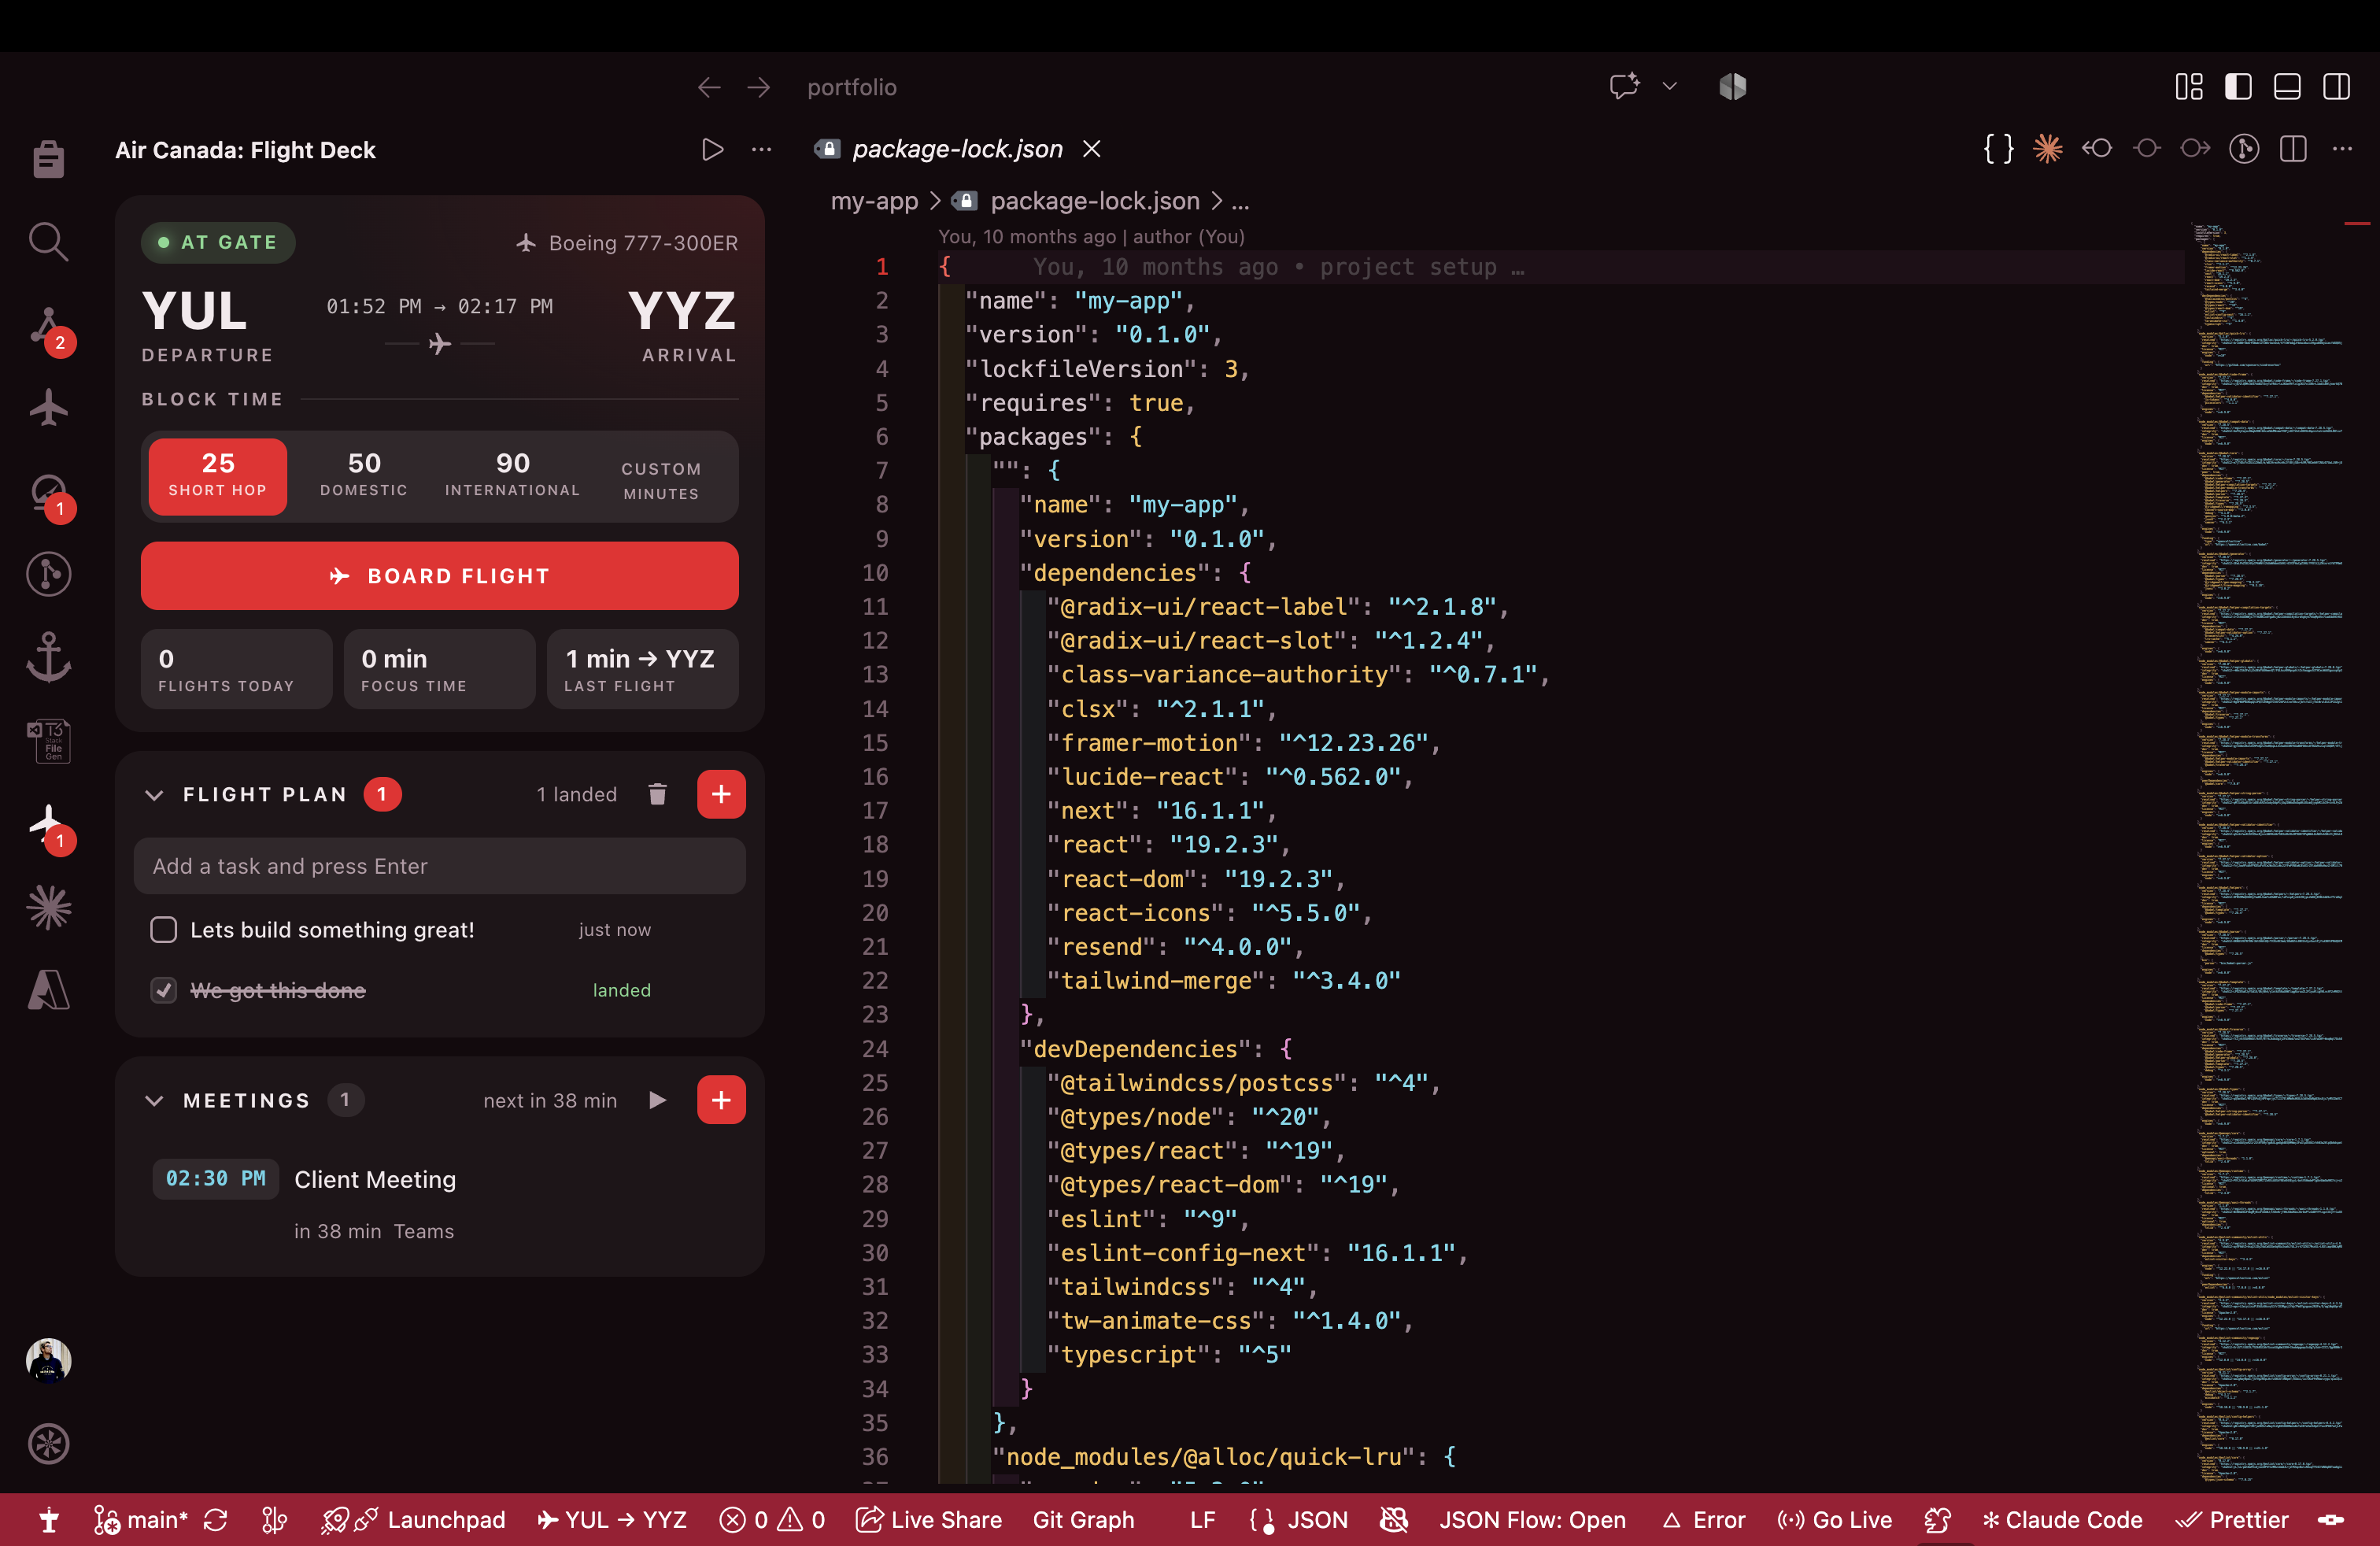 portfolio
Air Canada: Flight Deck
AT GATE
Boeing 777-300ER
YUL
01:52 PM → 02:17 PM
YYZ
DEPARTURE
ARRIVAL
BLOCK TIME
25
SHORT HOP
50
DOMESTIC
90
INTERNATIONAL
CUSTOM
MINUTES
BOARD FLIGHT
0
FLIGHTS TODAY
0 min
FOCUS TIME
1 min → YYZ
LAST FLIGHT
FLIGHT PLAN 1
1 landed
Add a task and press Enter
Lets build something great!
just now
We got this done
landed
MEETINGS 1
next in 38 min
02:30 PM
Client Meeting
in 38 min Teams
2
1
T3
Stack
File
Gen
1
package-lock.json
my-app > package-lock.json > ...
You, 10 months ago | author (You)
1 { You, 10 months ago • project setup …
2 "name": "my-app",
3 "version": "0.1.0",
4 "lockfileVersion": 3,
5 "requires": true,
6 "packages": {
7 "": {
8 "name": "my-app",
9 "version": "0.1.0",
10 "dependencies": {
11 "@radix-ui/react-label": "^2.1.8",
12 "@radix-ui/react-slot": "^1.2.4",
13 "class-variance-authority": "^0.7.1",
14 "clsx": "^2.1.1",
15 "framer-motion": "^12.23.26",
16 "lucide-react": "^0.562.0",
17 "next": "16.1.1",
18 "react": "19.2.3",
19 "react-dom": "19.2.3",
20 "react-icons": "^5.5.0",
21 "resend": "^4.0.0",
22 "tailwind-merge": "^3.4.0"
23 },
24 "devDependencies": {
25 "@tailwindcss/postcss": "^4",
26 "@types/node": "^20",
27 "@types/react": "^19",
28 "@types/react-dom": "^19",
29 "eslint": "^9",
30 "eslint-config-next": "16.1.1",
31 "tailwindcss": "^4",
32 "tw-animate-css": "^1.4.0",
33 "typescript": "^5"
34 }
35 },
36 "node_modules/@alloc/quick-lru": {
main* Launchpad YUL → YYZ 0 0 Live Share Git Graph LF JSON JSON Flow: Open Error Go Live Claude Code Prettier